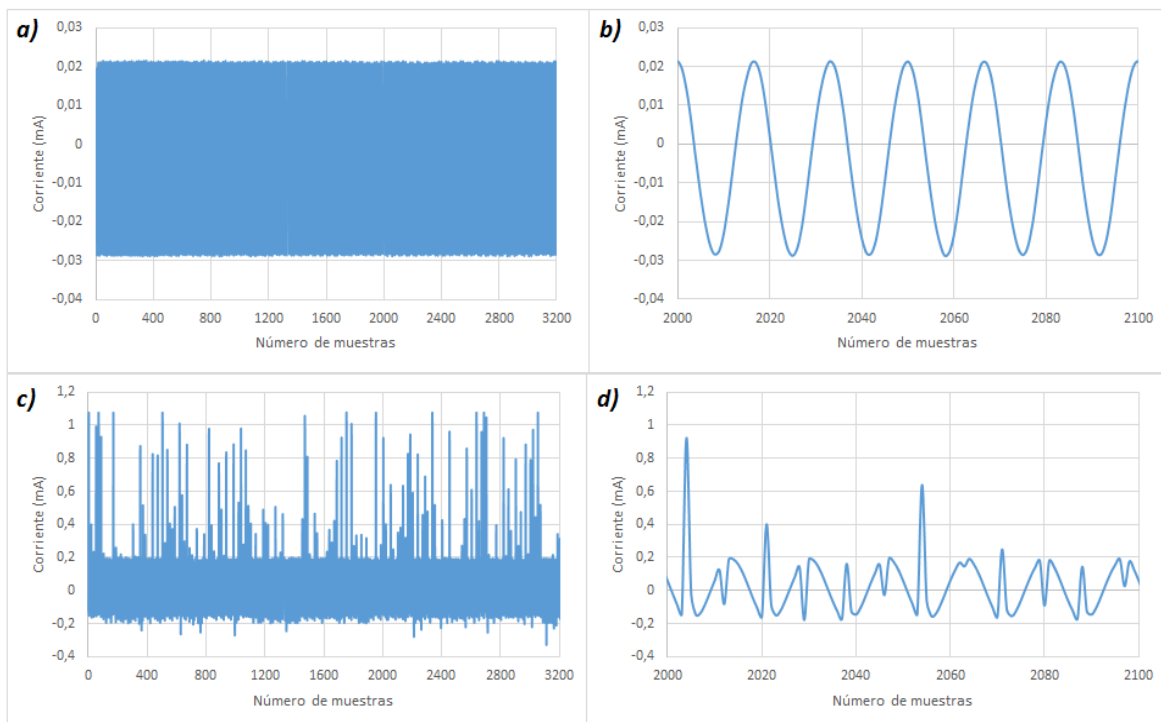 a)
0,03
0,02
0,01
0
-0,01
-0,02
-0,03
-0,04
Corriente (mA)
0 400 800 1200 1600 2000 2400 2800 3200
Número de muestras
b)
0,03
0,02
0,01
0
-0,01
-0,02
-0,03
-0,04
Corriente (mA)
2000 2020 2040 2060 2080 2100
Número de muestras
c)
1,2
1
0,8
0,6
0,4
0,2
0
-0,2
-0,4
Corriente (mA)
0 400 800 1200 1600 2000 2400 2800 3200
Número de muestras
d)
1,2
1
0,8
0,6
0,4
0,2
0
-0,2
-0,4
Corriente (mA)
2000 2020 2040 2060 2080 2100
Número de muestras